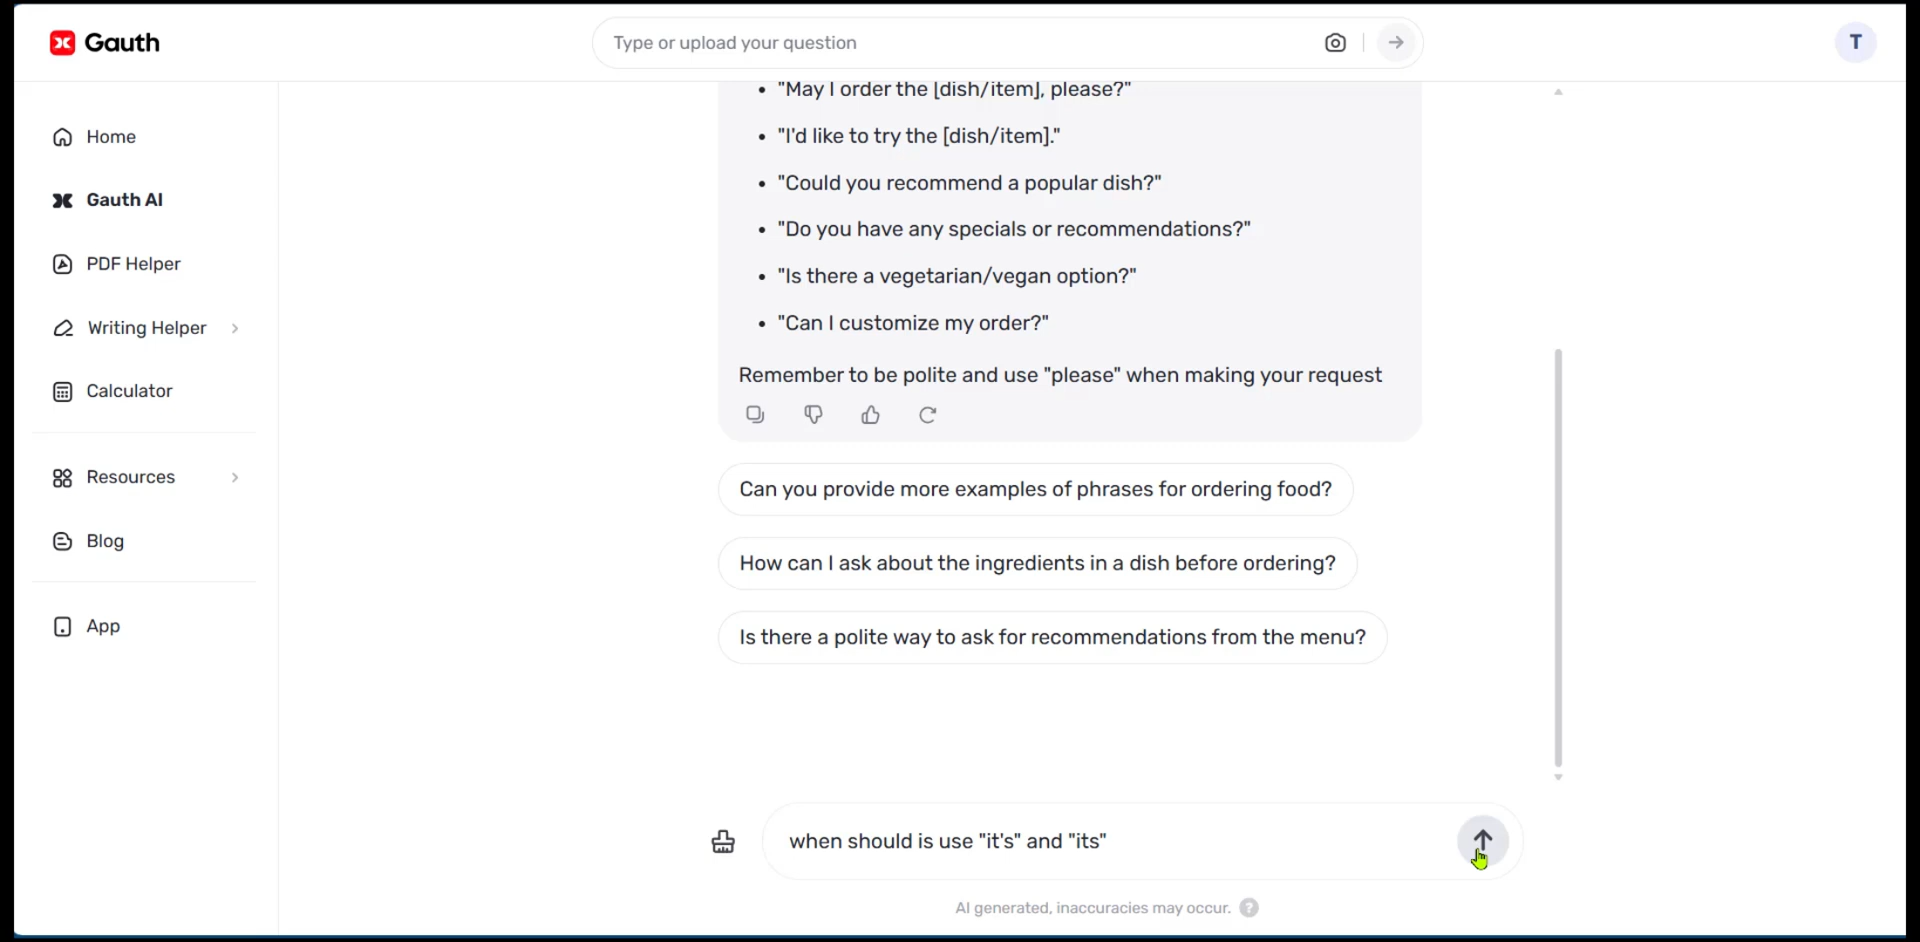 Gauth
Type or upload your question
T
Home
Gauth AI
PDF Helper
Writing Helper
Calculator
Resources
Blog
App
• "May I order the [dish/item], please?"
• "I'd like to try the [dish/item]."
• "Could you recommend a popular dish?"
• "Do you have any specials or recommendations?"
• "Is there a vegetarian/vegan option?"
• "Can I customize my order?"
Remember to be polite and use "please" when making your request
Can you provide more examples of phrases for ordering food?
How can I ask about the ingredients in a dish before ordering?
Is there a polite way to ask for recommendations from the menu?
when should is use "it's" and "its"
AI generated, inaccuracies may occur. ?